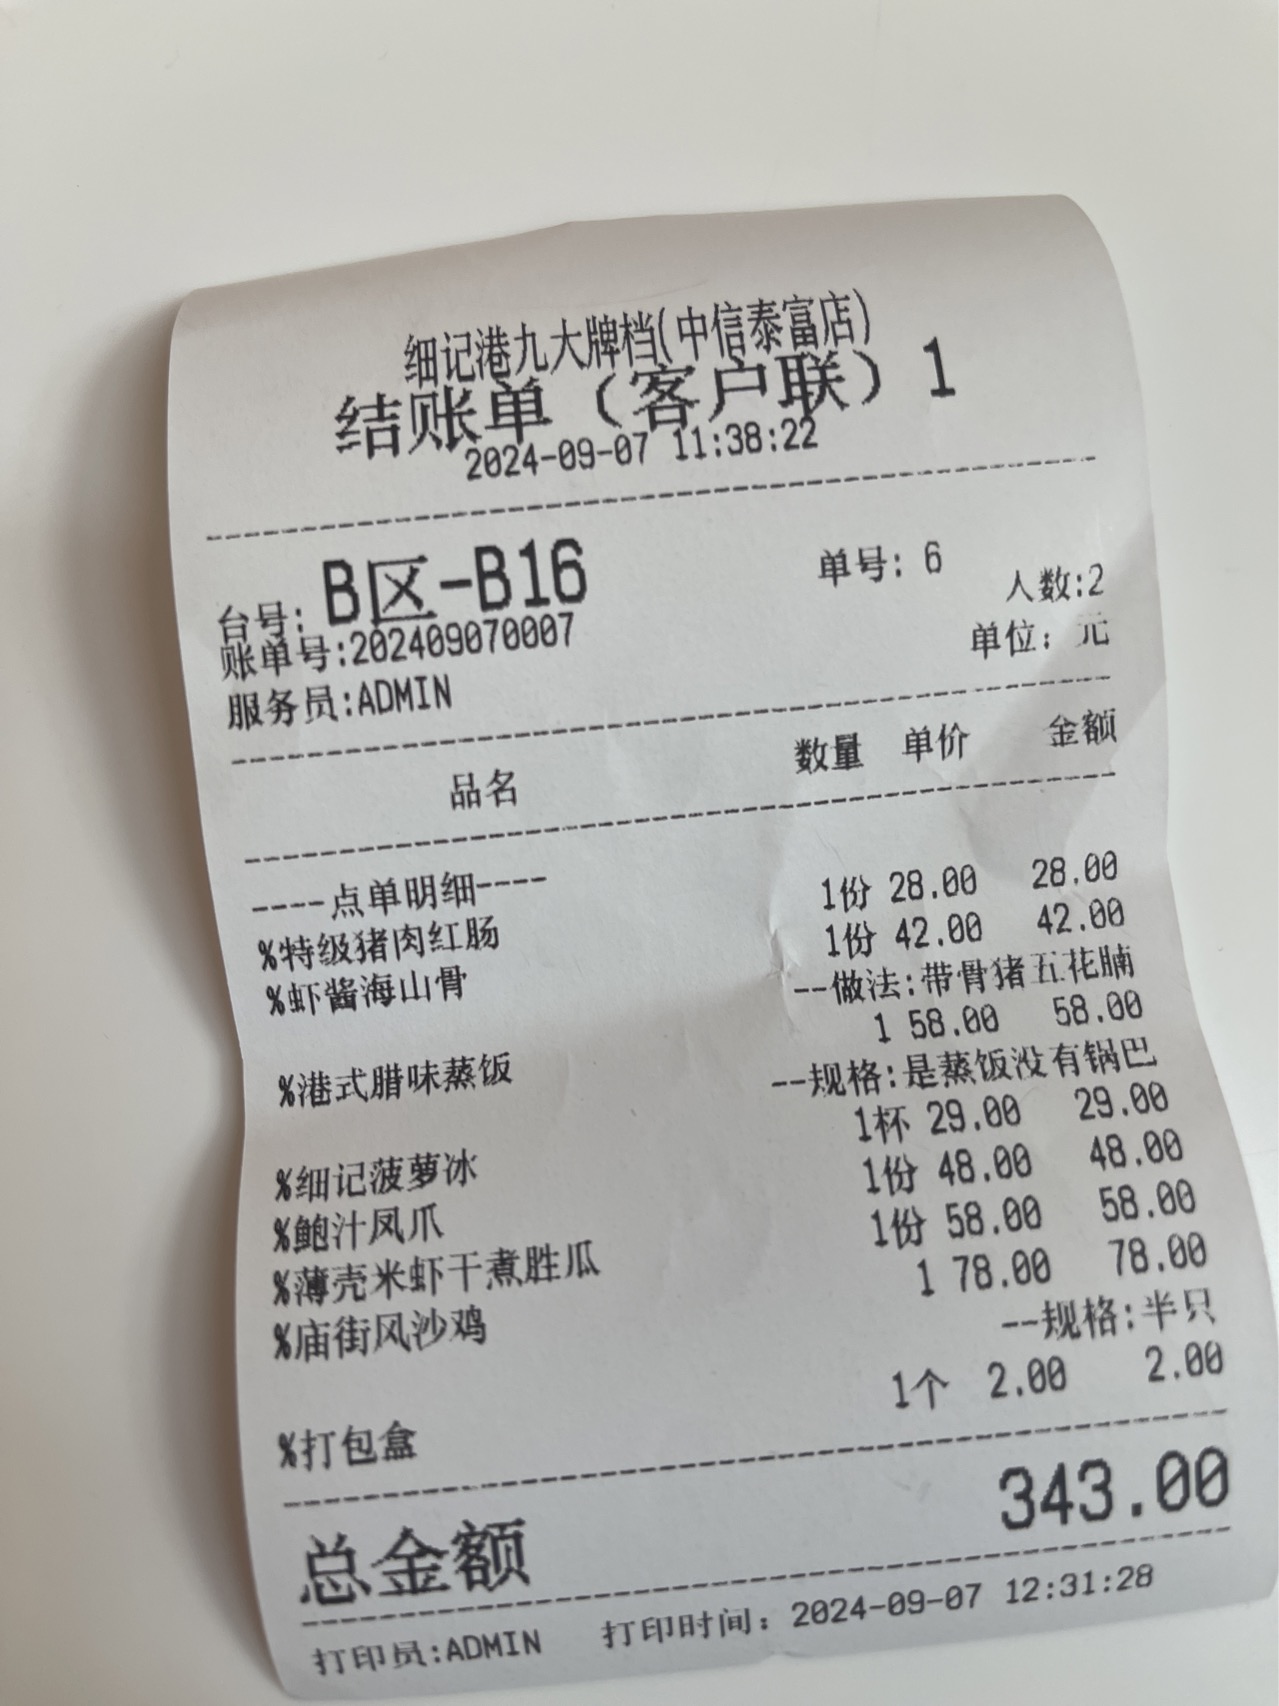 细记港九大牌档(中信泰富店)
结账单（客户联）1
2024-09-07 11:38:22
台号: B区-B16 单号: 6
账单号:202409070007 人数:2
服务员:ADMIN 单位: 元
品名 数量 单价 金额
----点单明细----
%特级猪肉红肠 1份 28.00 28.00
%虾酱海山骨 1份 42.00 42.00
--做法:带骨猪五花腩
%港式腊味蒸饭 1 58.00 58.00
--规格:是蒸饭没有锅巴
%细记菠萝冰 1杯 29.00 29.00
%鲍汁凤爪 1份 48.00 48.00
%薄壳米虾干煮胜瓜 1份 58.00 58.00
%庙街风沙鸡 1 78.00 78.00
--规格:半只
%打包盒 1个 2.00 2.00
总金额 343.00
打印员:ADMIN 打印时间: 2024-09-07 12:31:28